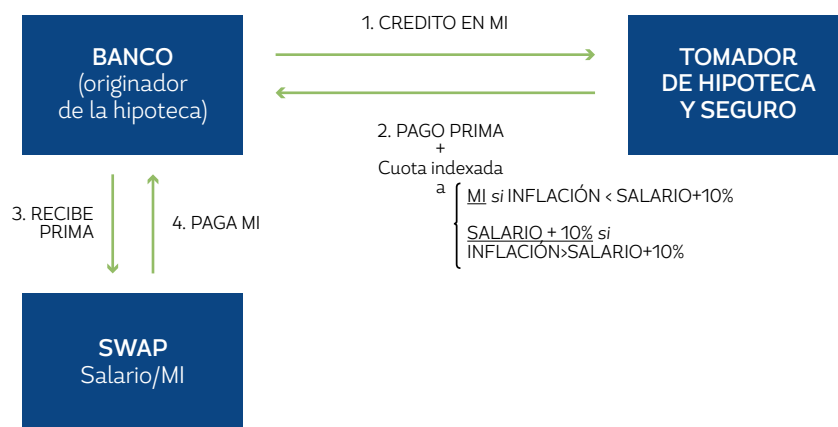 1. CREDITO EN MI
BANCO
(originador
de la hipoteca)
TOMADOR
DE HIPOTECA
Y SEGURO
2. PAGO PRIMA
+
Cuota indexada
a
MI si INFLACIÓN < SALARIO+10%
SALARIO + 10% si
INFLACIÓN>SALARIO+10%
3. RECIBE
PRIMA
4. PAGA MI
SWAP
Salario/MI